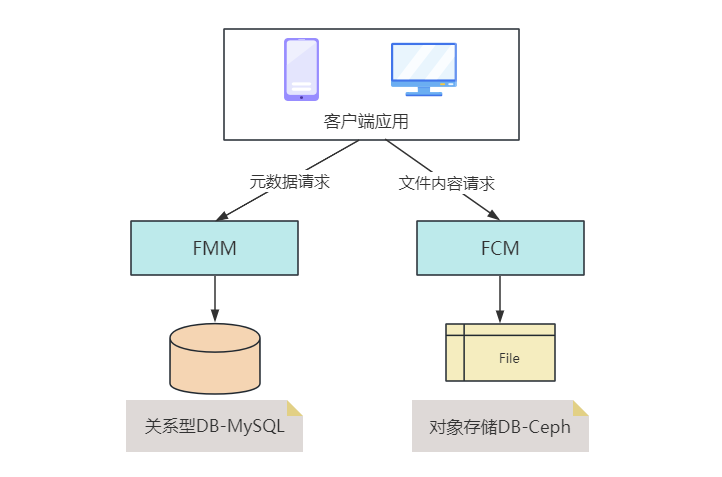 客户端应用
元数据请求
文件内容请求
FMM
FCM
File
关系型DB-MySQL
对象存储DB-Ceph